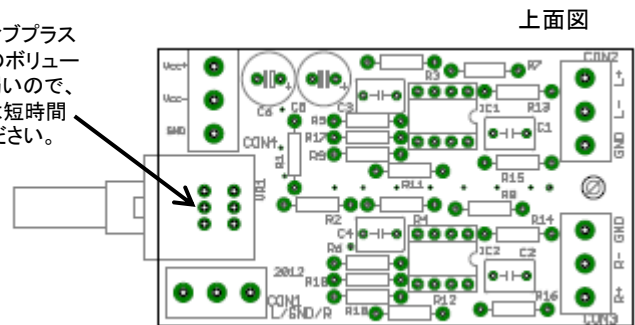 上面図
ブプラス
のボリュー
いので、
短時間
ださい。
Vcc+
Vcc-
GND
CON4
C6
C8
C3
R3
R7
IC1
R13
CON2
L+
L-
GND
C1
R5
R17
R9
R1
R11
R15
VR1
R2
R4
R8
R14
C4
R6
IC2
C2
R18
R12
R16
2012
CON1
L/GND/R
R10
GND
R-
R+
CON3